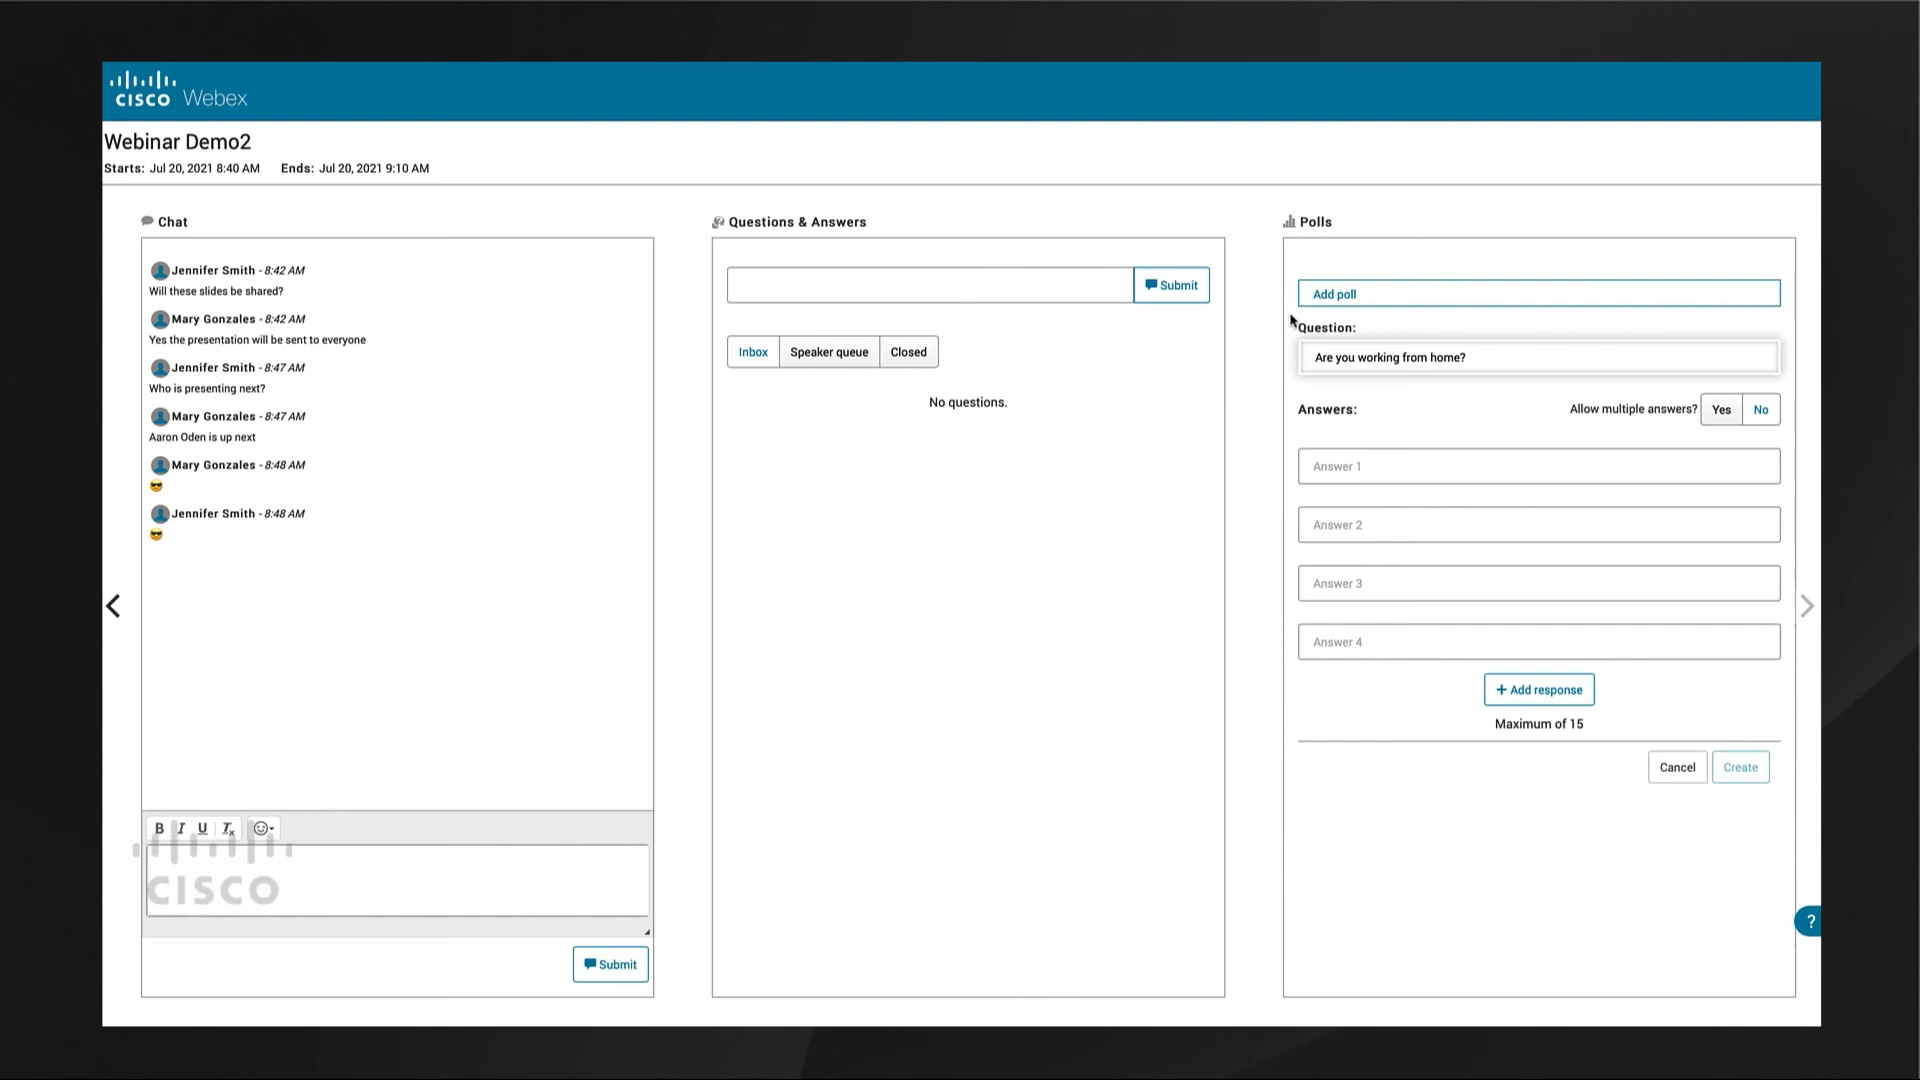 CISCO Webex
Webinar Demo2
Starts: Jul 20, 2021 8:40 AM Ends: Jul 20, 2021 9:10 AM
Chat
Jennifer Smith - 8:42 AM
Will these slides be shared?
Mary Gonzales - 8:42 AM
Yes the presentation will be sent to everyone
Jennifer Smith - 8:47 AM
Who is presenting next?
Mary Gonzales - 8:47 AM
Aaron Oden is up next
Mary Gonzales - 8:48 AM
😎
Jennifer Smith - 8:48 AM
😎
B I U Tx
CISCO
Submit
Questions & Answers
Submit
Inbox Speaker queue Closed
No questions.
Polls
Add poll
Question:
Are you working from home?
Answers: Allow multiple answers? Yes No
Answer 1
Answer 2
Answer 3
Answer 4
+ Add response
Maximum of 15
Cancel Create
?